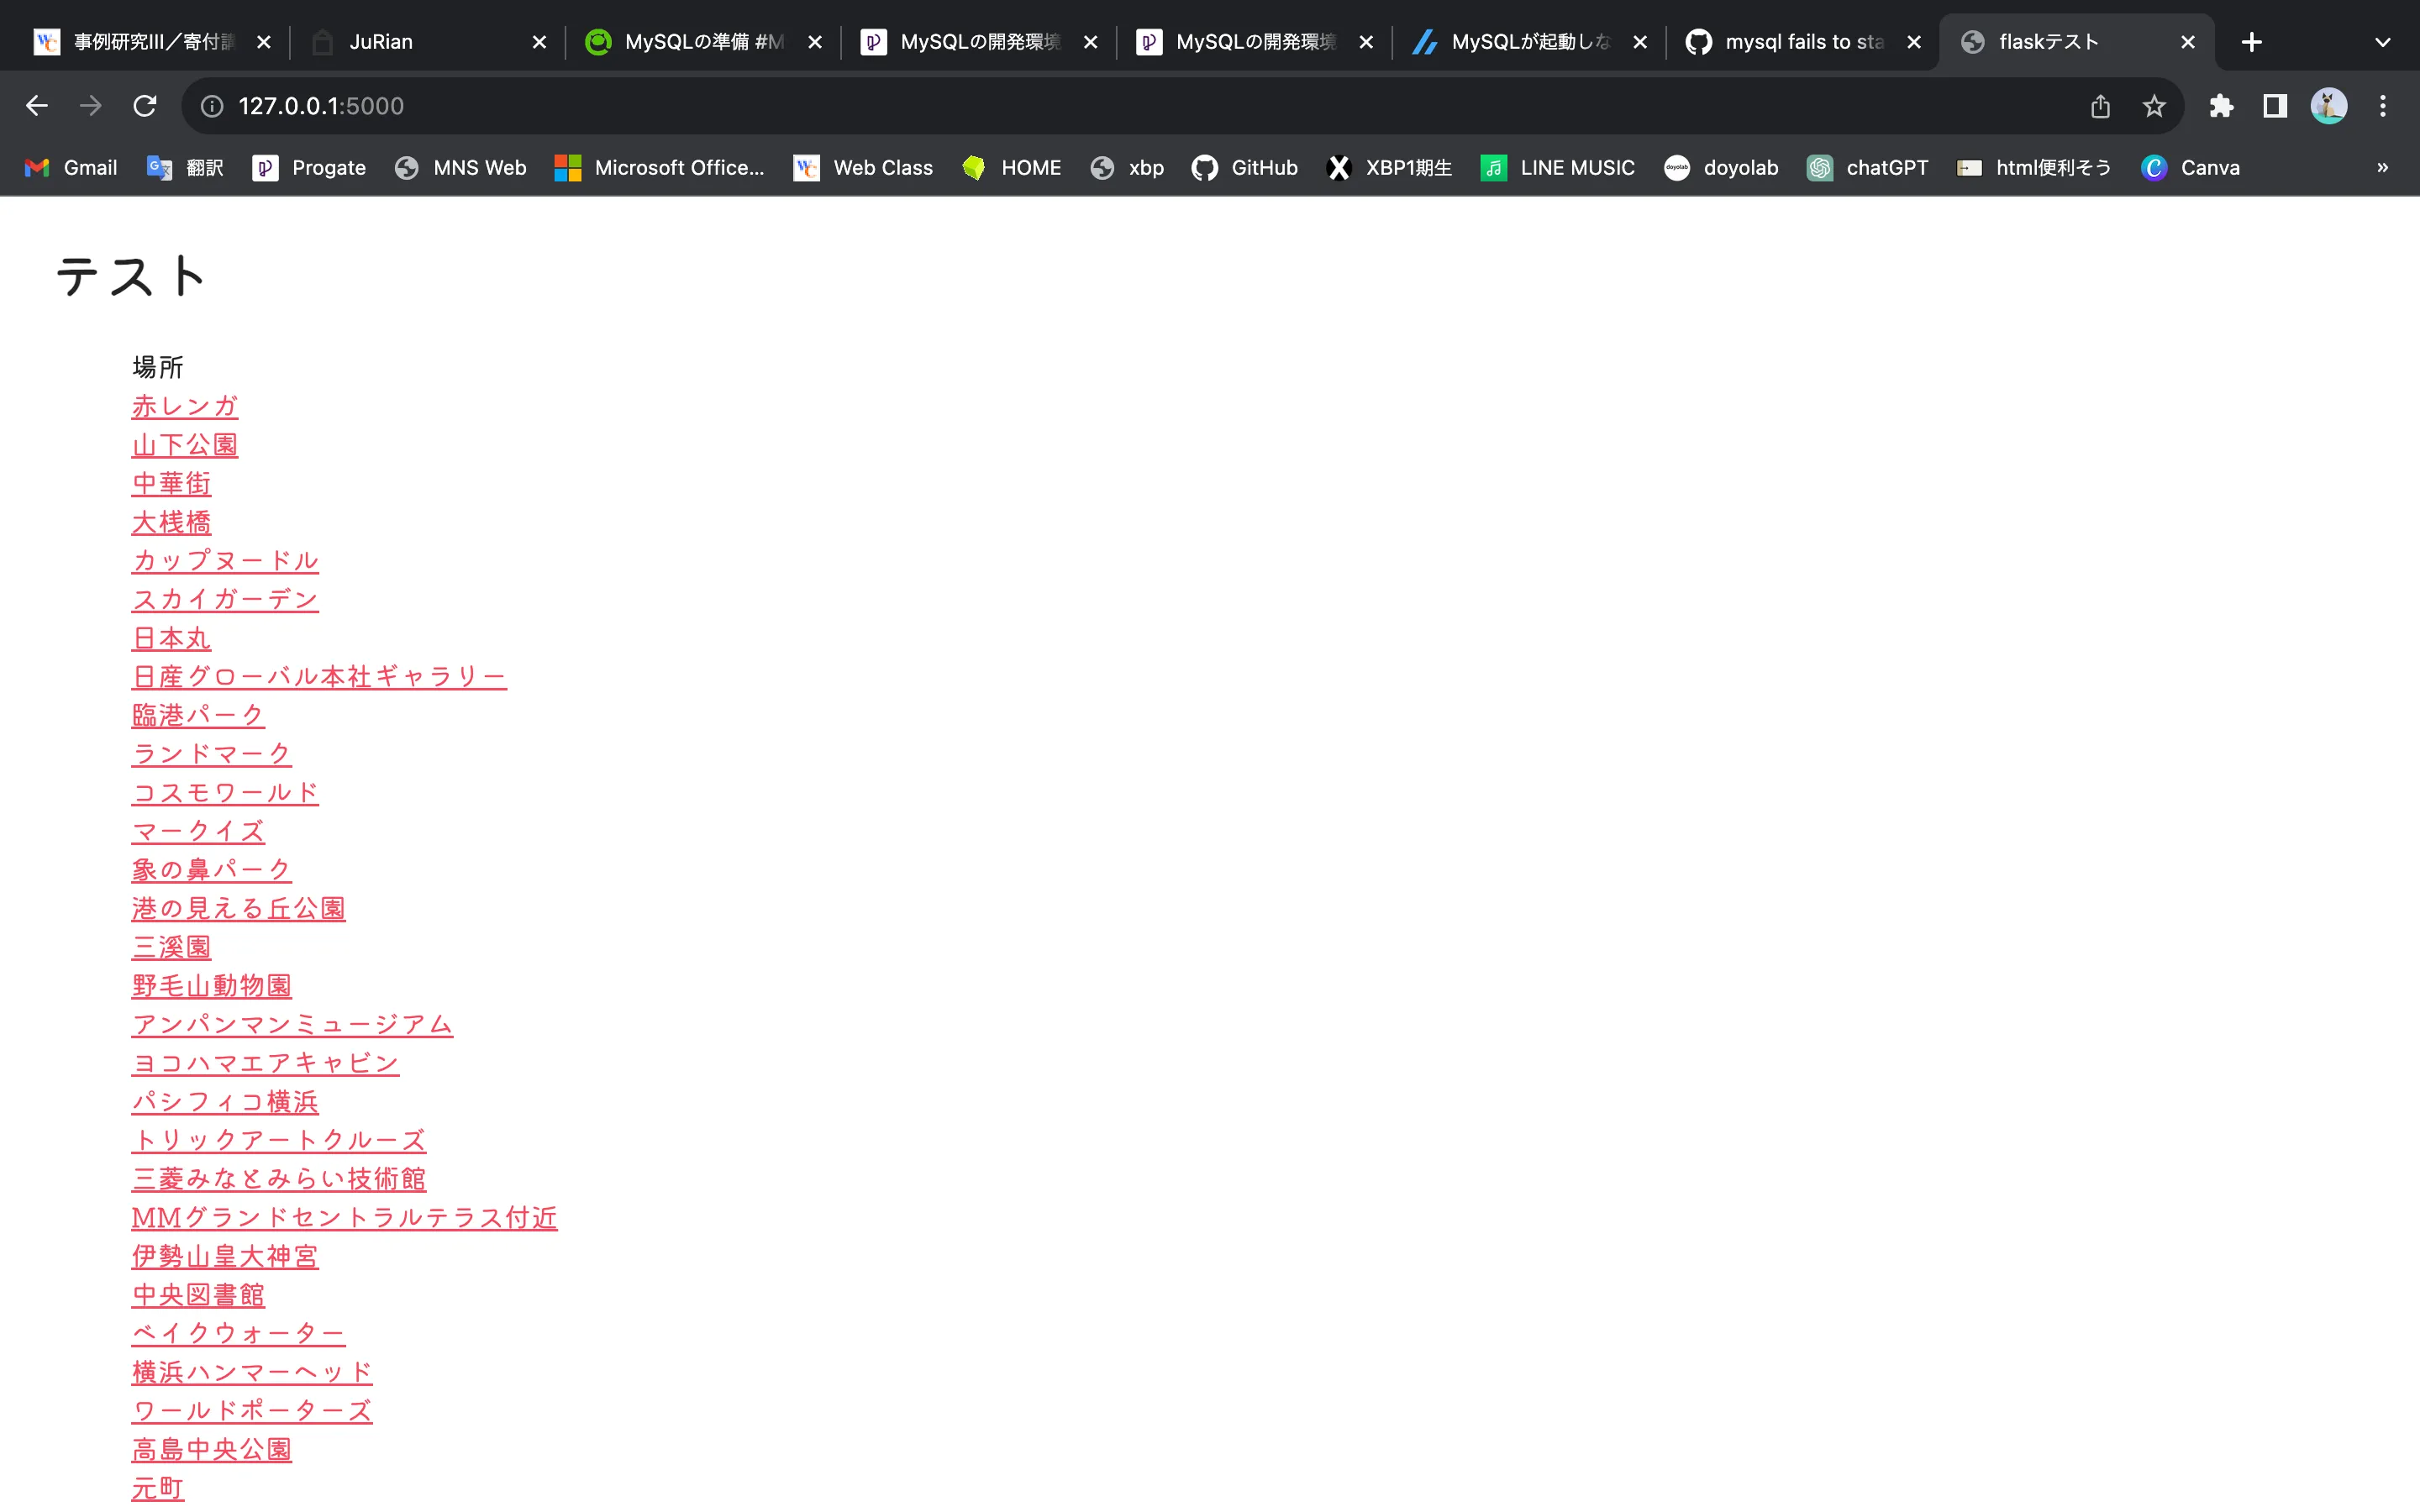 事例研究III／寄付講
JuRian
MySQLの準備 #M
MySQLの開発環境
MySQLの開発環境
MySQLが起動しな
mysql fails to sta
flaskテスト
127.0.0.1:5000
Gmail
翻訳
Progate
MNS Web
Microsoft Office...
Web Class
HOME
xbp
GitHub
XBP1期生
LINE MUSIC
doyolab
chatGPT
html便利そう
Canva
»
テスト
場所
赤レンガ
山下公園
中華街
大桟橋
カップヌードル
スカイガーデン
日本丸
日産グローバル本社ギャラリー
臨港パーク
ランドマーク
コスモワールド
マークイズ
象の鼻パーク
港の見える丘公園
三溪園
野毛山動物園
アンパンマンミュージアム
ヨコハマエアキャビン
パシフィコ横浜
トリックアートクルーズ
三菱みなとみらい技術館
MMグランドセントラルテラス付近
伊勢山皇大神宮
中央図書館
ベイクウォーター
横浜ハンマーヘッド
ワールドポーターズ
高島中央公園
元町